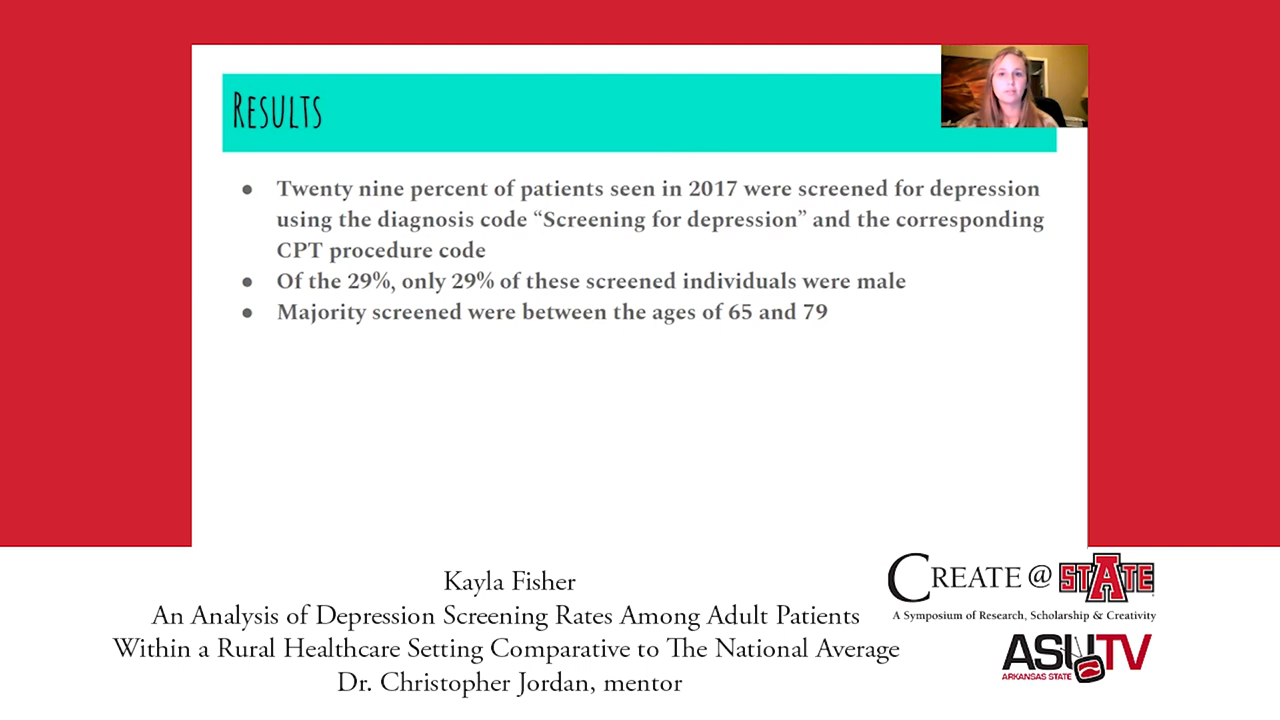 RESULTS
● Twenty nine percent of patients seen in 2017 were screened for depression
using the diagnosis code “Screening for depression” and the corresponding
CPT procedure code
● Of the 29%, only 29% of these screened individuals were male
● Majority screened were between the ages of 65 and 79
Kayla Fisher
An Analysis of Depression Screening Rates Among Adult Patients
Within a Rural Healthcare Setting Comparative to The National Average
Dr. Christopher Jordan, mentor
CREATE @ STATE
A Symposium of Research, Scholarship & Creativity
ASUTV
ARKANSAS STATE